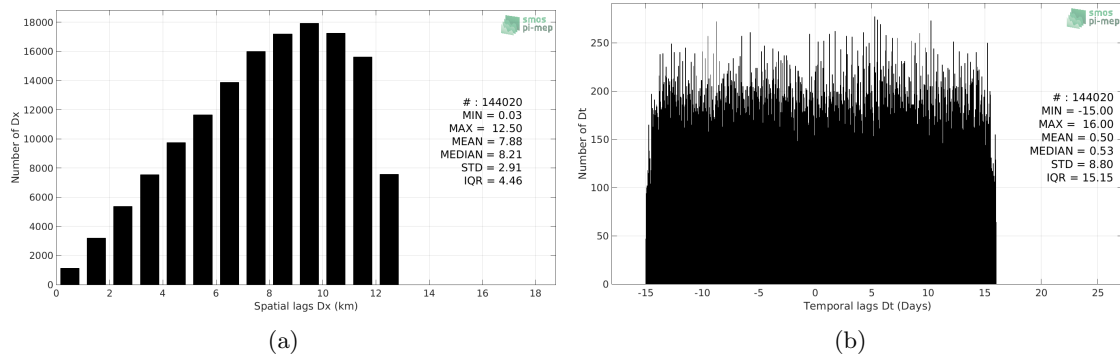 18000
16000
14000
12000
10000
8000
6000
4000
2000
0
Number of Dx
smos
pi-mep
# : 144020
MIN = 0.03
MAX = 12.50
MEAN = 7.88
MEDIAN = 8.21
STD = 2.91
IQR = 4.46
0 2 4 6 8 10 12 14 16 18
Spatial lags Dx (km)
(a)
250
200
150
100
50
0
Number of Dt
smos
pi-mep
# : 144020
MIN = -15.00
MAX = 16.00
MEAN = 0.50
MEDIAN = 0.53
STD = 8.80
IQR = 15.15
-15 -10 -5 0 5 10 15 20 25
Temporal lags Dt (Days)
(b)